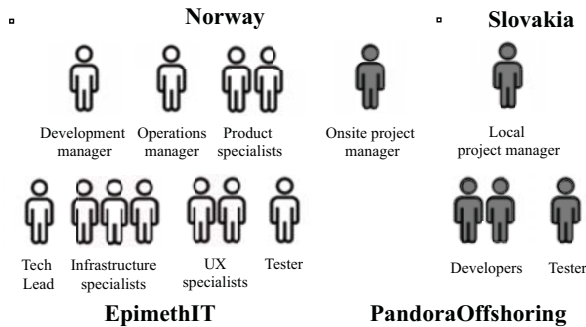 Norway
Slovakia
Development
manager
Operations
manager
Product
specialists
Onsite project
manager
Local
project manager
Tech
Lead
Infrastructure
specialists
UX
specialists
Tester
Developers
Tester
EpimethIT
PandoraOffshoring